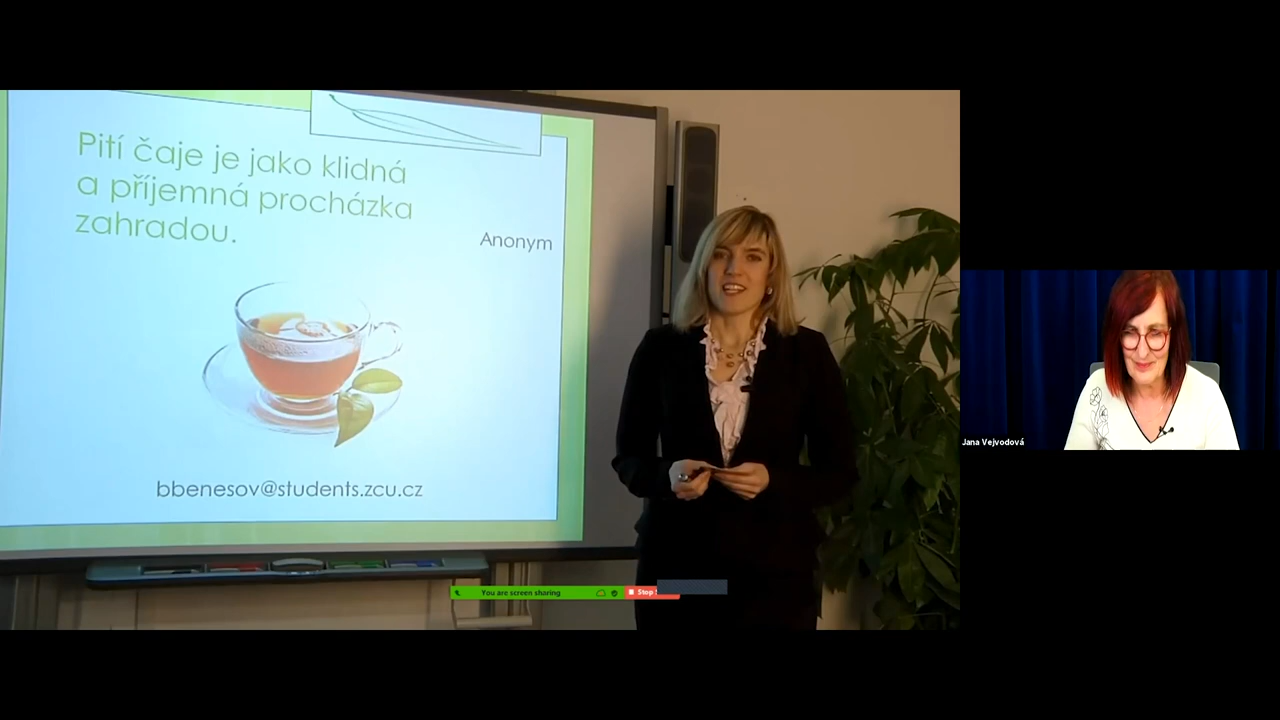 Pití čaje je jako klidná
a příjemná procházka
zahradou.
Anonym
bbenesov@students.zcu.cz
You are screen sharing
Stop
Jana Vejvodová